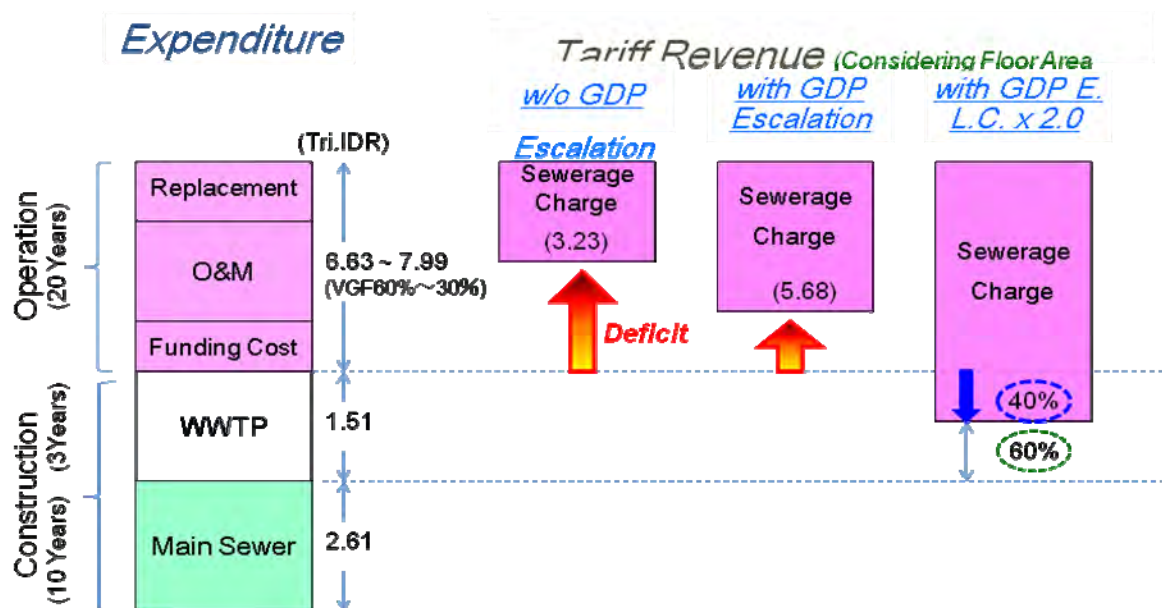 Expenditure
Tariff Revenue (Considering Floor Area
w/o GDP
Escalation
with GDP
Escalation
with GDP E.
L.C. x 2.0
(Tri.IDR)
Operation
(20 Years)
Replacement
O&M
Funding Cost
6.63 ~ 7.99
(VGF60%～30%)
Sewerage
Charge
(3.23)
Deficit
Sewerage
Charge
(5.68)
Sewerage
Charge
40%
60%
Construction
(10 Years)
(3Years)
WWTP
1.51
Main Sewer
2.61